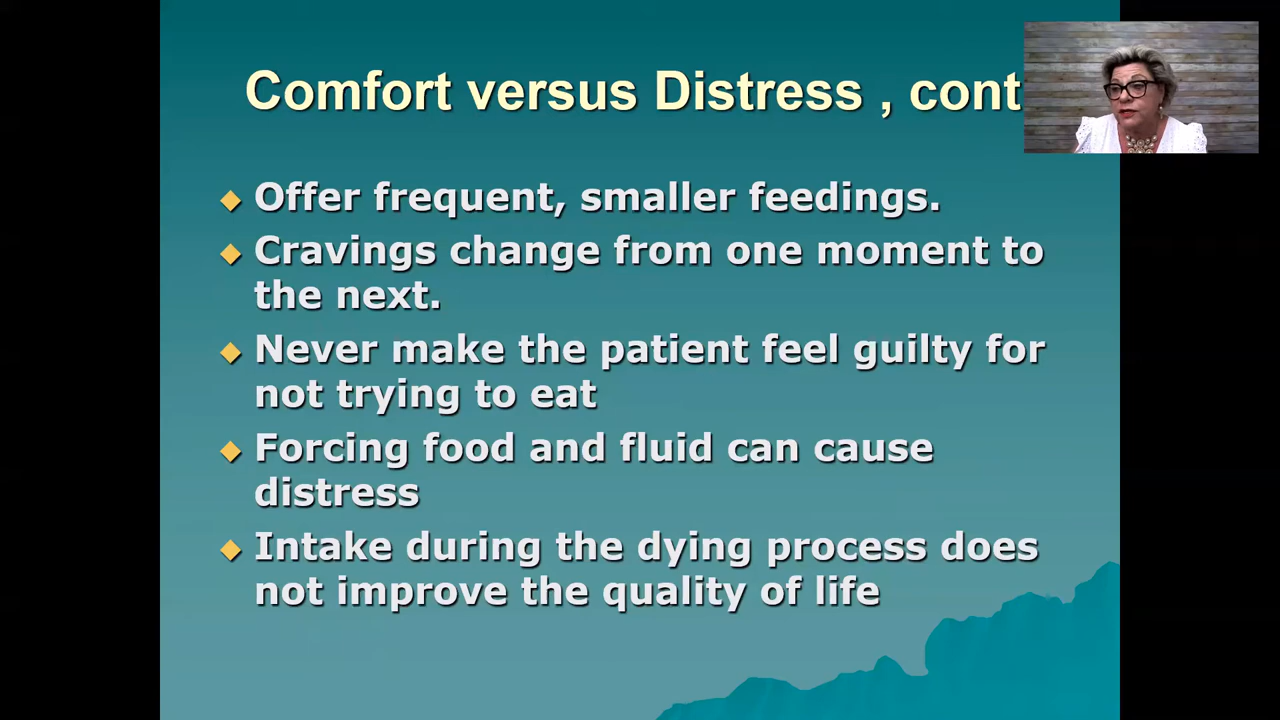 Comfort versus Distress , cont
Offer frequent, smaller feedings.
Cravings change from one moment to
the next.
Never make the patient feel guilty for
not trying to eat
Forcing food and fluid can cause
distress
Intake during the dying process does
not improve the quality of life